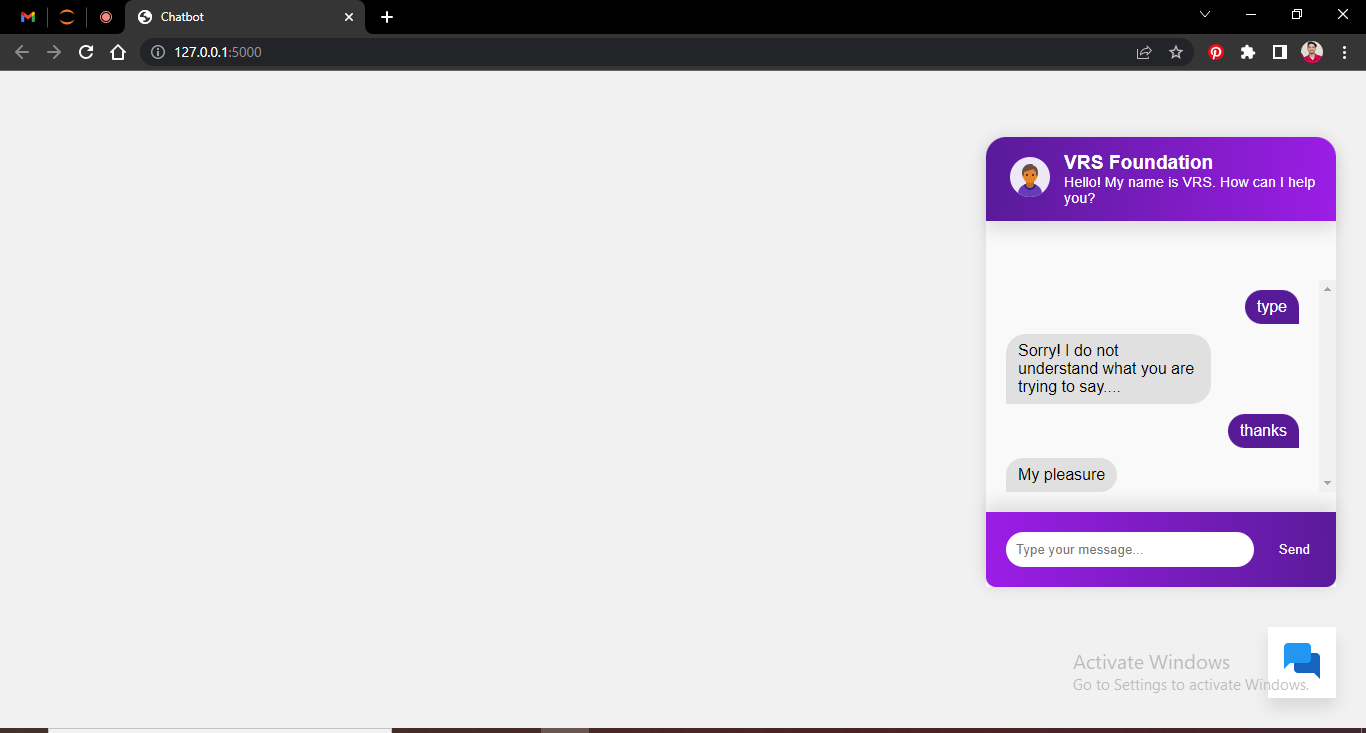 Chatbot
127.0.0.1:5000
VRS Foundation
Hello! My name is VRS. How can I help
you?
type
Sorry! I do not
understand what you are
trying to say....
thanks
My pleasure
Type your message...
Send
Activate Windows
Go to Settings to activate Windows.